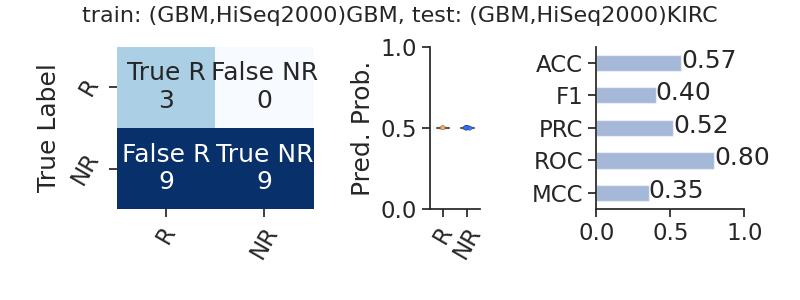 train: (GBM,HiSeq2000)GBM, test: (GBM,HiSeq2000)KIRC
True Label
R
NR
True R
3
False NR
0
False R
9
True NR
9
R
NR
Pred. Prob.
1.0
0.5
0.0
R
NR
ACC
0.57
F1
0.40
PRC
0.52
ROC
0.80
MCC
0.35
0.0
0.5
1.0